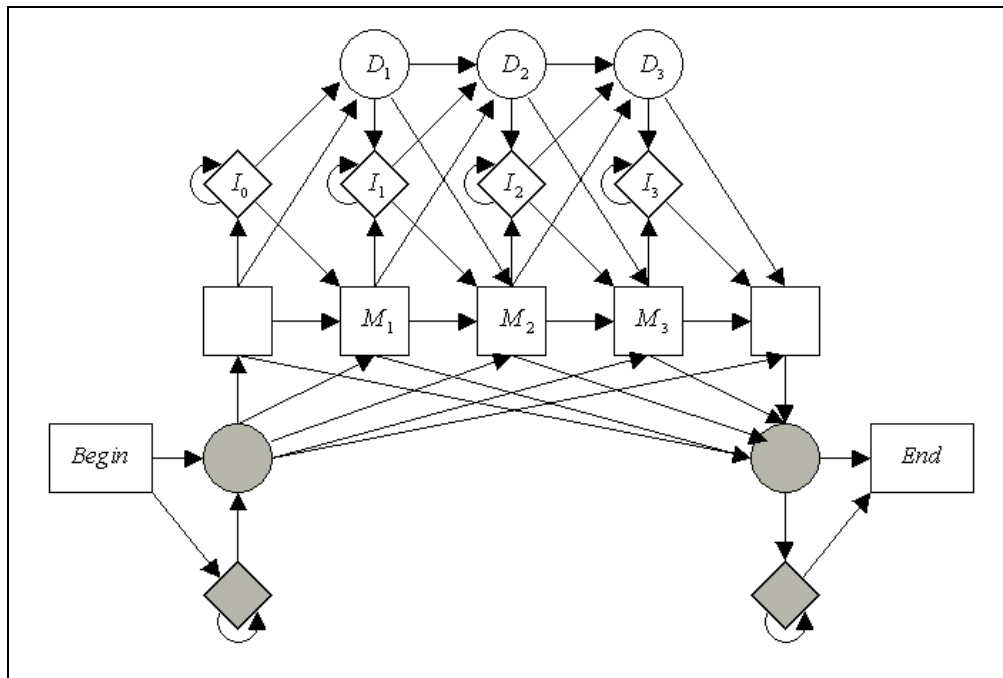 D₁ D₂ D₃
I₀ I₁ I₂ I₃
M₁ M₂ M₃
Begin End